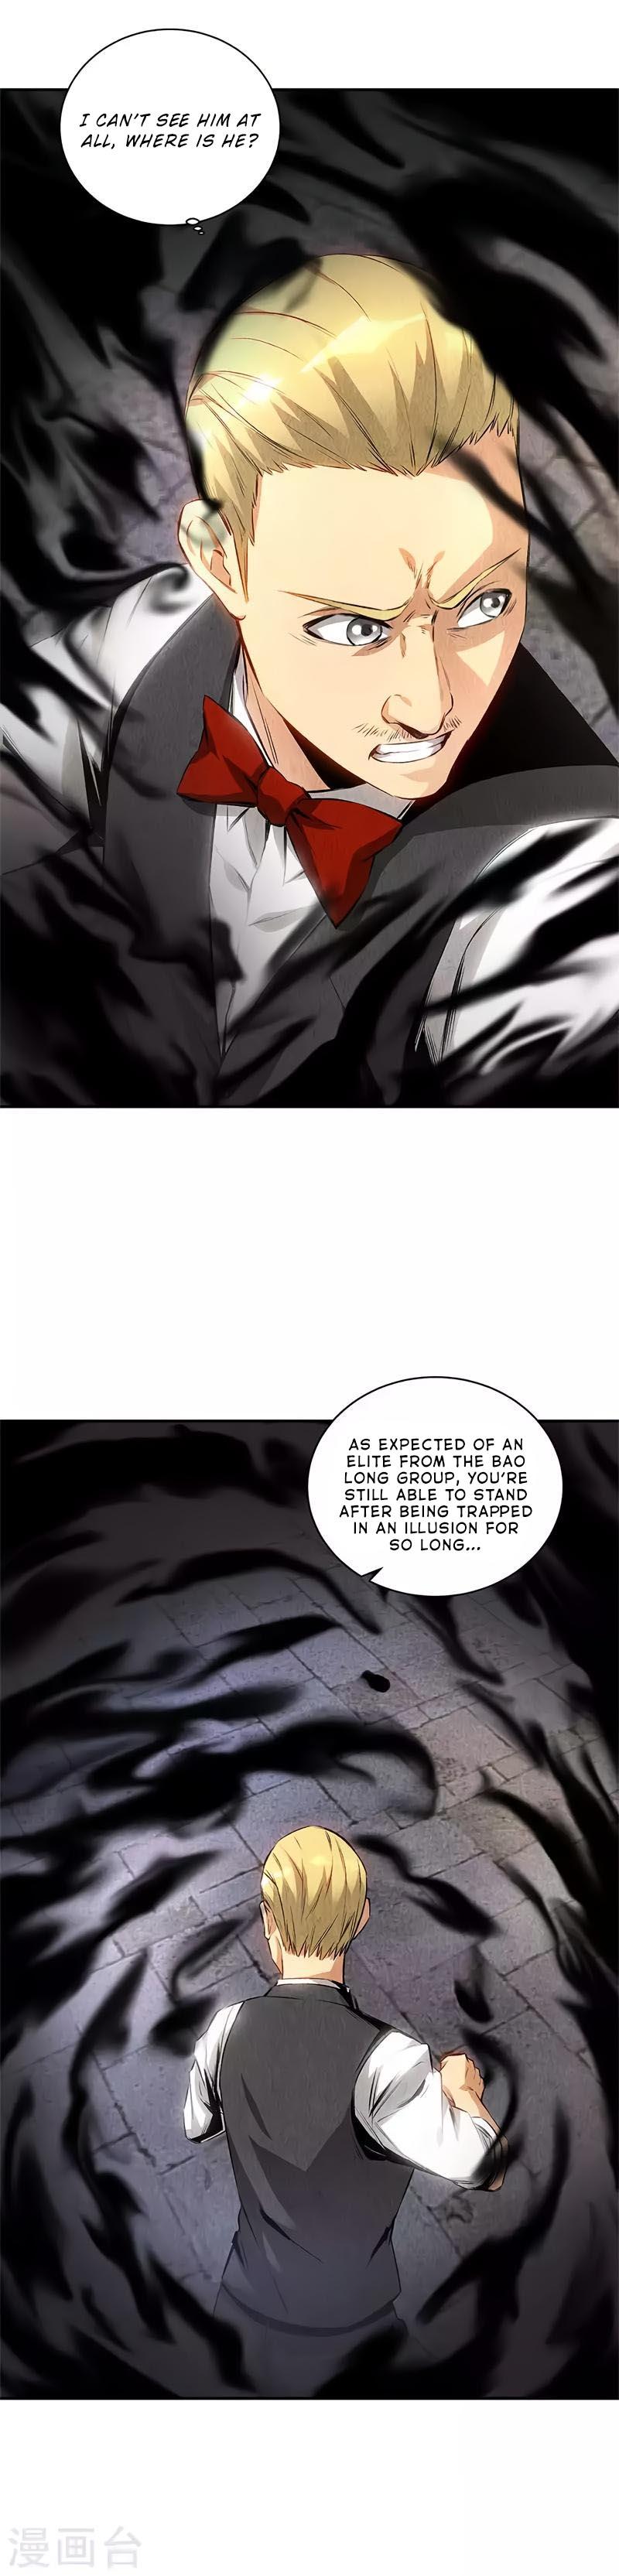 I CAN'T SEE HIM AT
ALL, WHERE IS HE?
AS EXPECTED OF AN
ELITE FROM THE BAO
LONG GROUP, YOU'RE
STILL ABLE TO STAND
AFTER BEING TRAPPED
IN AN ILLUSION FOR
SO LONG...
漫画台